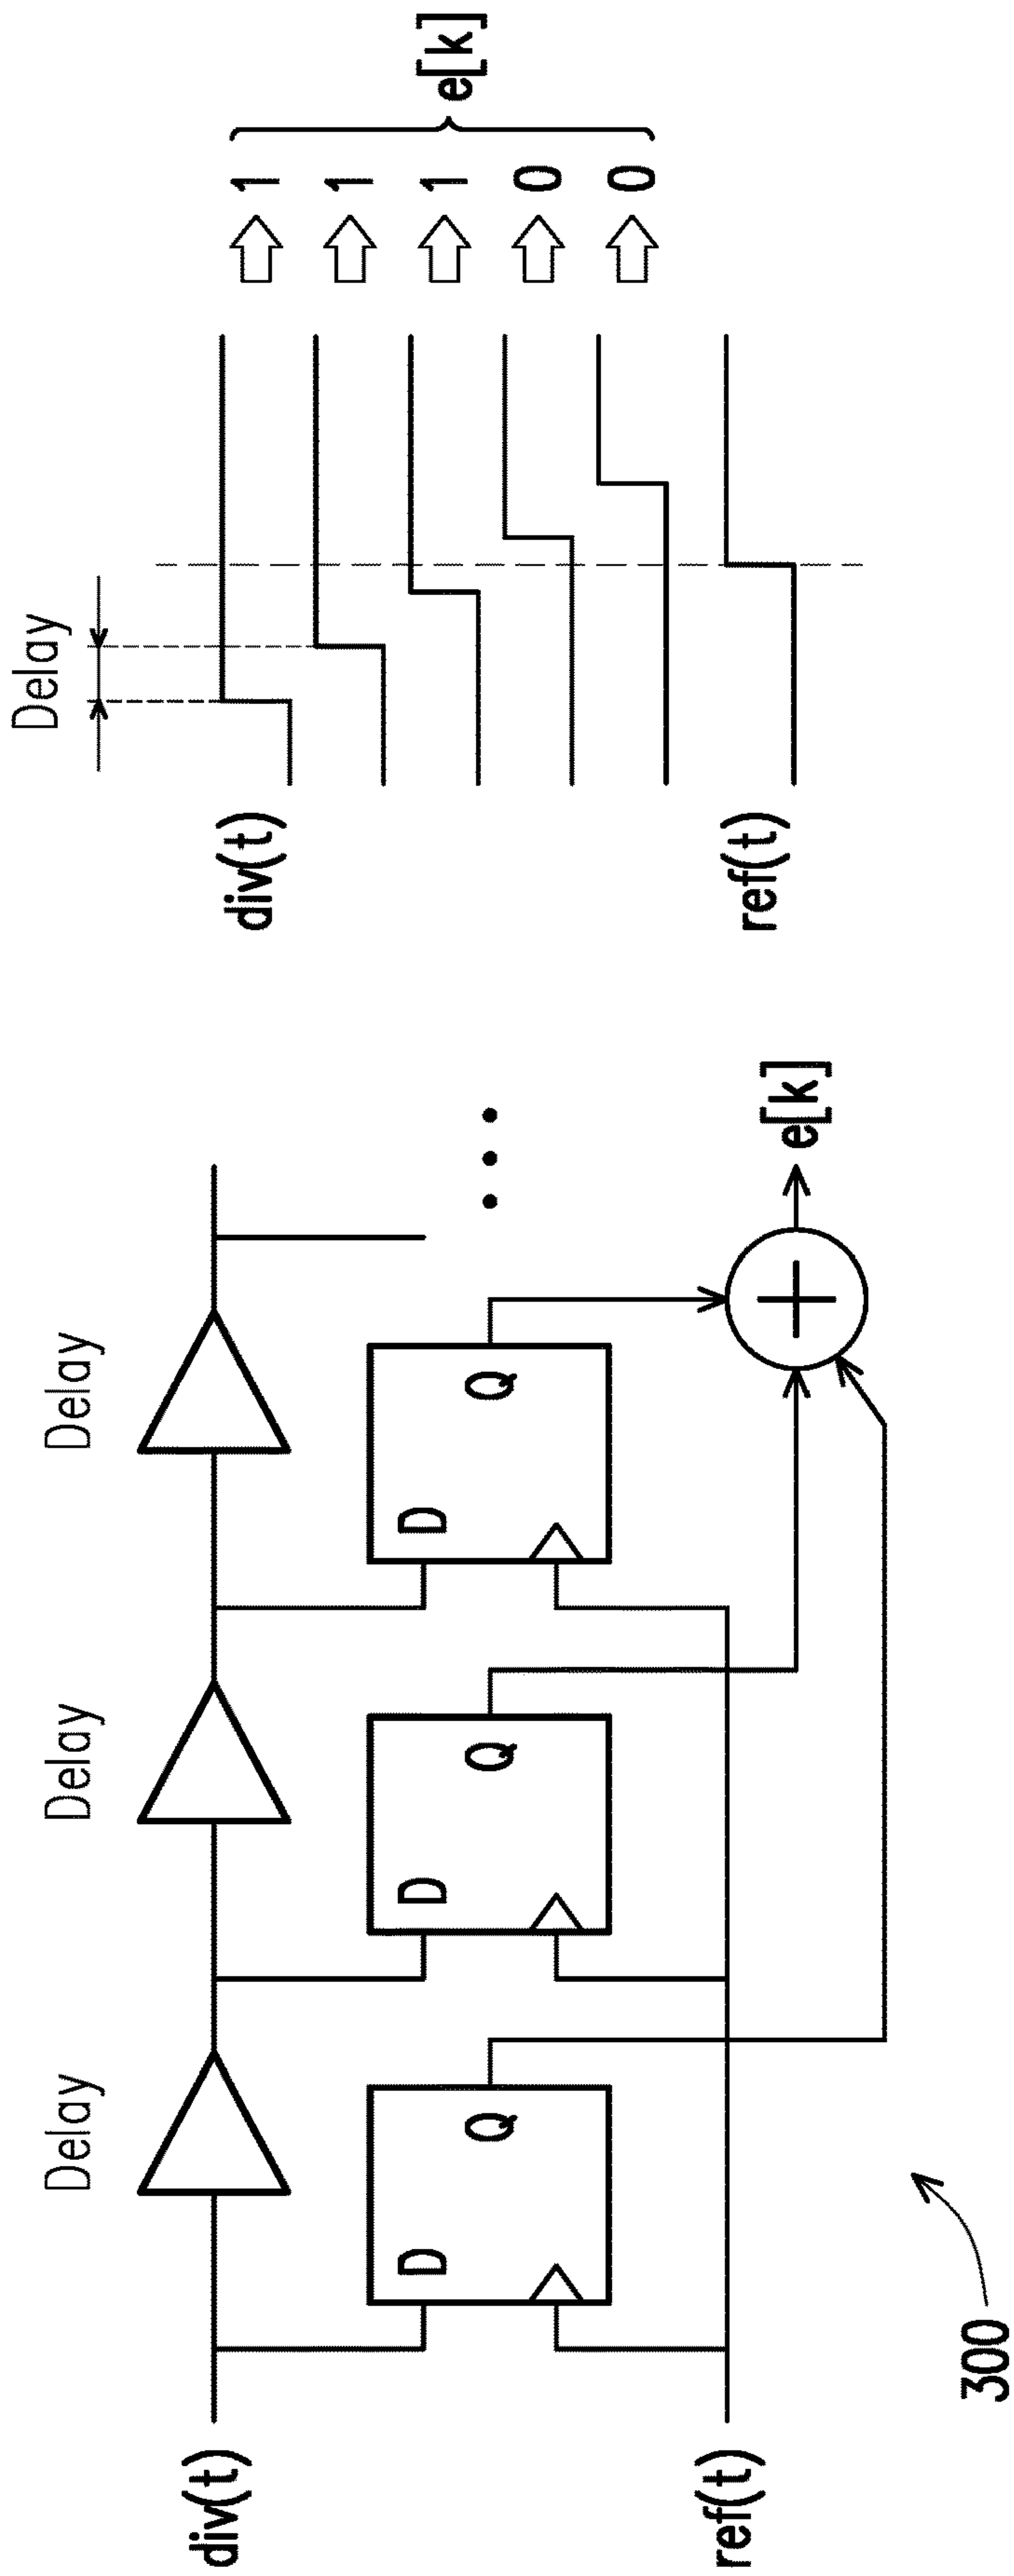 Delay
Delay
Delay
div(t)
D
Q
D
Q
D
Q
ref(t)
e[k]
300
Delay
div(t)
1
1
1
0
0
e[k]
ref(t)